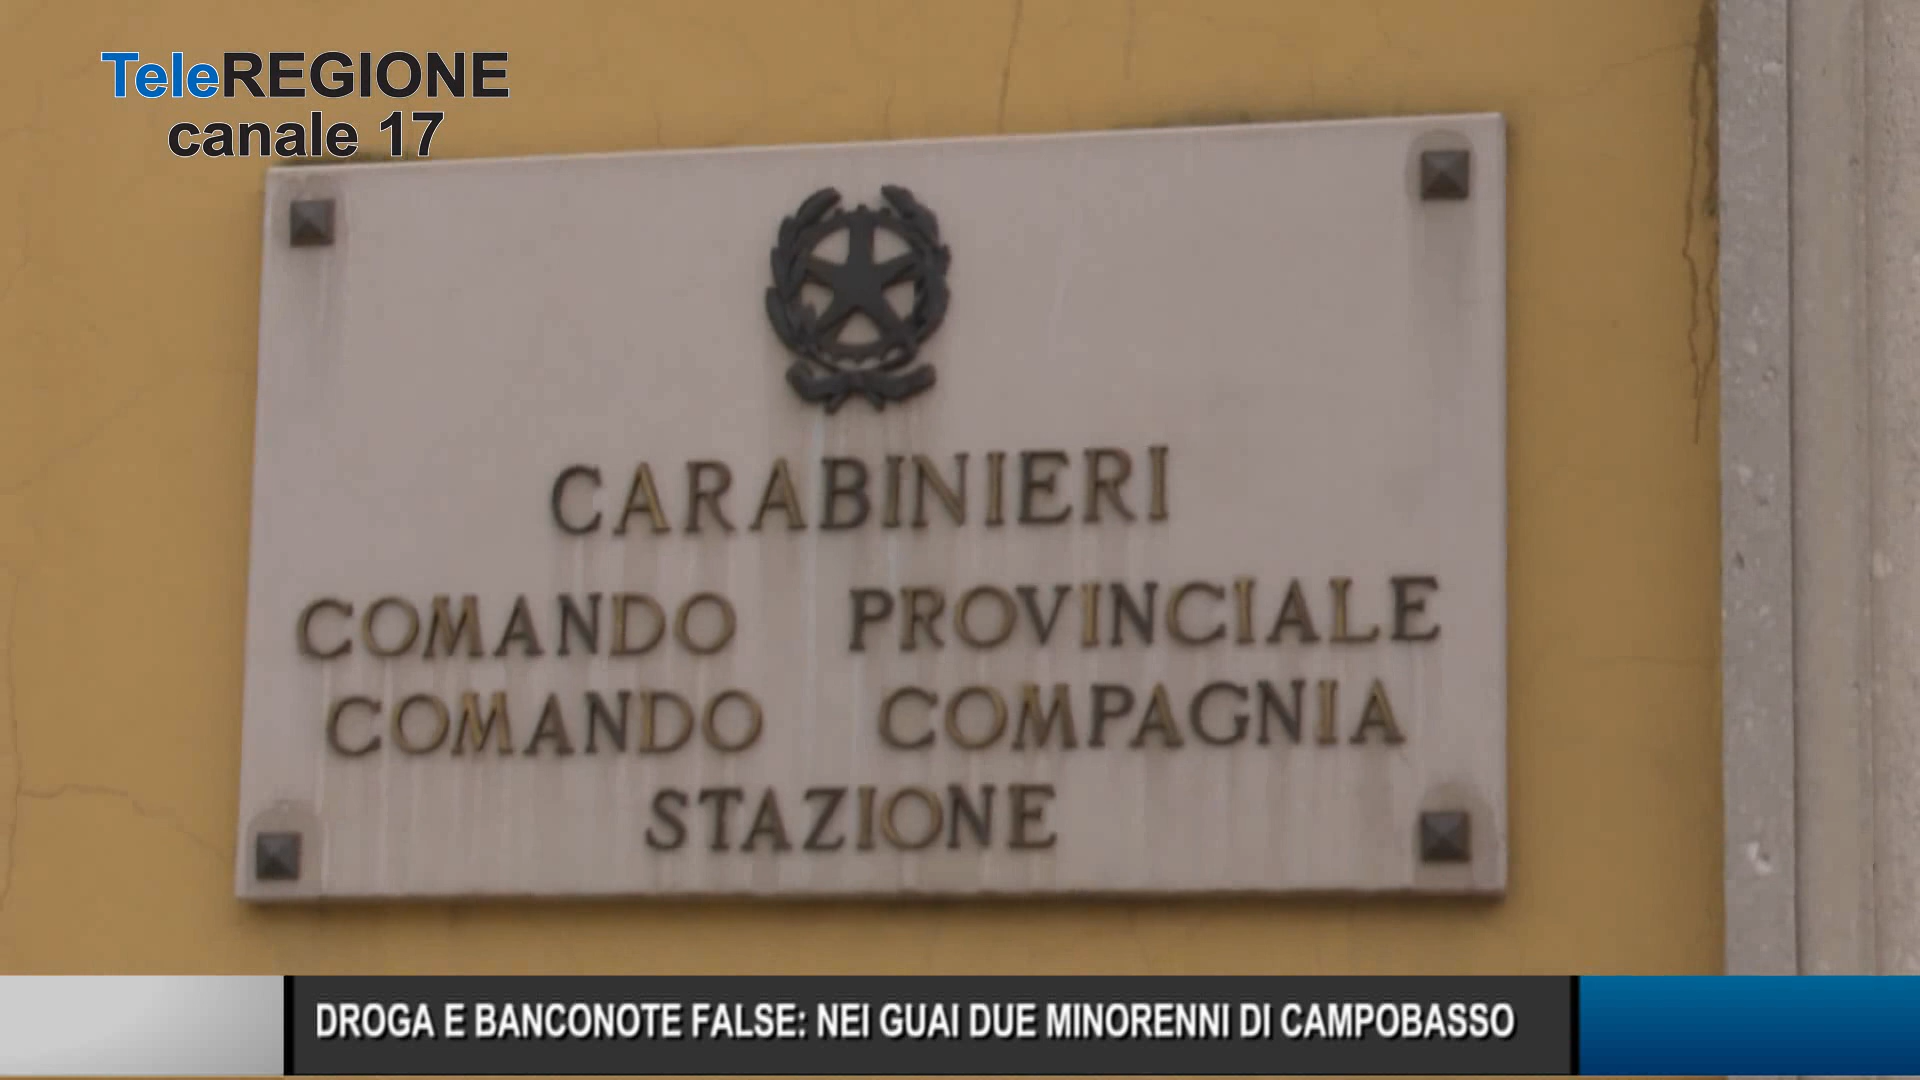 TeleREGIONE
canale 17
CARABINIERI
COMANDO PROVINCIALE
COMANDO COMPAGNIA
STAZIONE
DROGA E BANCONOTE FALSE: NEI GUAI DUE MINORENNI DI CAMPOBASSO